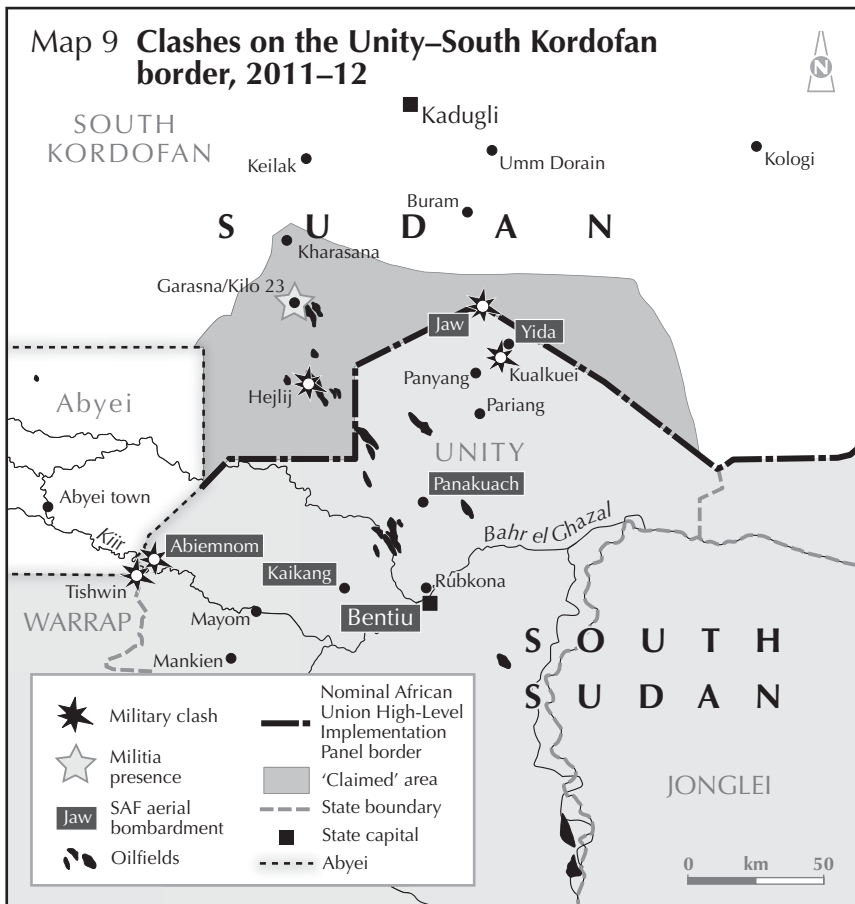 Map 9 Clashes on the Unity–South Kordofan
border, 2011–12
N
SOUTH
KORDOFAN
Kadugli
Keilak
Umm Dorain
Kologi
Buram
SUDAN
Kharasana
Garasna/Kilo 23
Jaw
Yida
Kualkuei
Hejlij
Panyang
Pariang
Abyei
UNITY
Panakuach
Abyei town
Bahr el Ghazal
Kiir
Abiemnom
Kaikang
Rubkona
Tishwin
WARRAP
Mayom
Bentiu
Mankien
SOUTH
SUDAN
JONGLEI
Military clash
Militia
presence
Jaw
SAF aerial
bombardment
Oilfields
Nominal African
Union High-Level
Implementation
Panel border
‘Claimed’ area
State boundary
State capital
Abyei
0 km 50